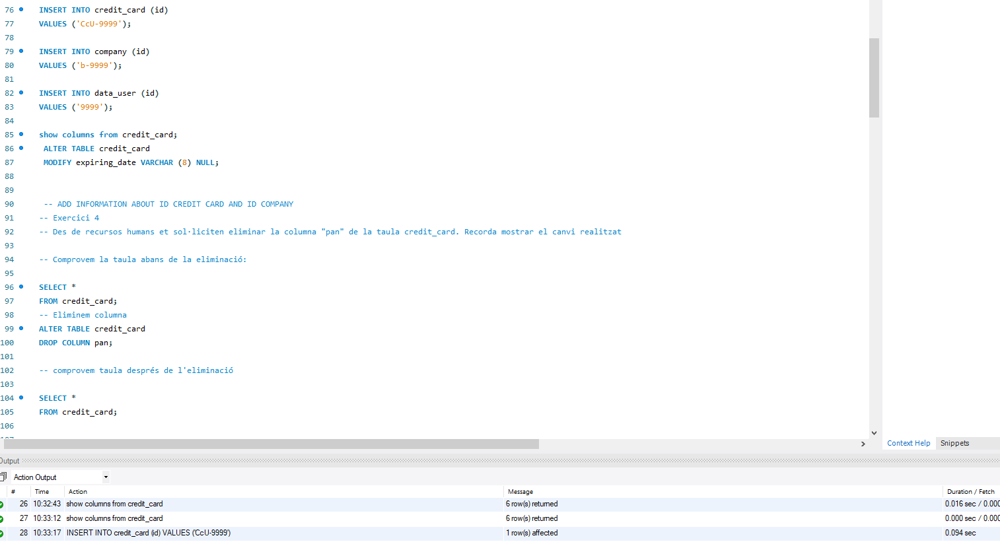 76 INSERT INTO credit_card (id)
77 VALUES ('CcU-9999');
78
79 INSERT INTO company (id)
80 VALUES ('b-9999');
81
82 INSERT INTO data_user (id)
83 VALUES ('9999');
84
85 show columns from credit_card;
86 ALTER TABLE credit_card
87 MODIFY expiring_date VARCHAR (8) NULL;
88
89
90 -- ADD INFORMATION ABOUT ID CREDIT CARD AND ID COMPANY
91 -- Exercici 4
92 -- Des de recursos humans et sol·liciten eliminar la columna "pan" de la taula credit_card. Recorda mostrar el canvi realitzat
93
94 -- Comprovem la taula abans de la eliminació:
95
96 SELECT *
97 FROM credit_card;
98 -- Eliminem columna
99 ALTER TABLE credit_card
100 DROP COLUMN pan;
101
102 -- comprovem taula després de l'eliminació
103
104 SELECT *
105 FROM credit_card;
106
Context Help Snippets
Output
Action Output
# Time Action Message Duration / Fetch
26 10:32:43 show columns from credit_card 6 row(s) returned 0.016 sec / 0.000
27 10:33:12 show columns from credit_card 6 row(s) returned 0.000 sec / 0.000
28 10:33:17 INSERT INTO credit_card (id) VALUES ('CcU-9999') 1 row(s) affected 0.094 sec